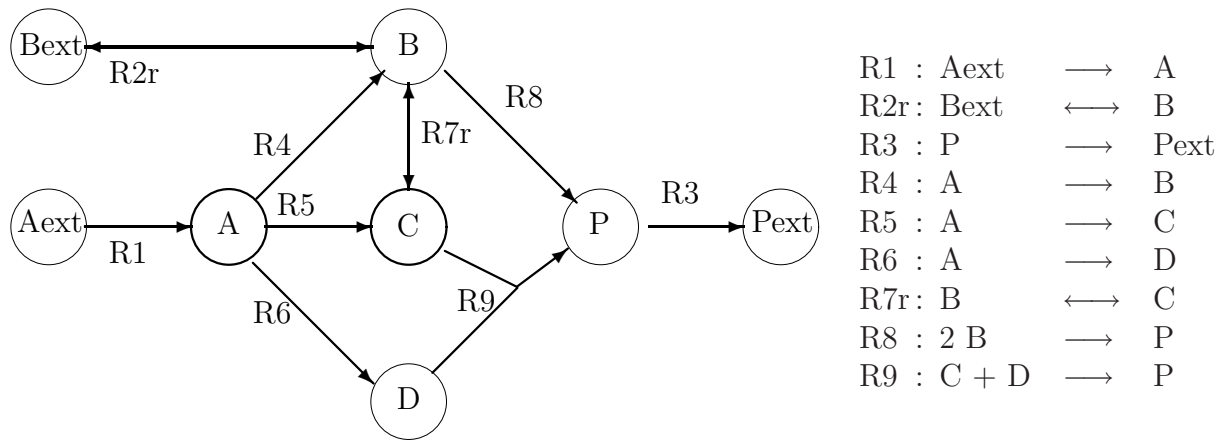 Bext
B
R2r
R8
R4
R7r
Aext
A
R5
C
P
R3
Pext
R1
R6
R9
D
R1 : Aext ⟶ A
R2r: Bext ⟷ B
R3 : P ⟶ Pext
R4 : A ⟶ B
R5 : A ⟶ C
R6 : A ⟶ D
R7r: B ⟷ C
R8 : 2 B ⟶ P
R9 : C + D ⟶ P